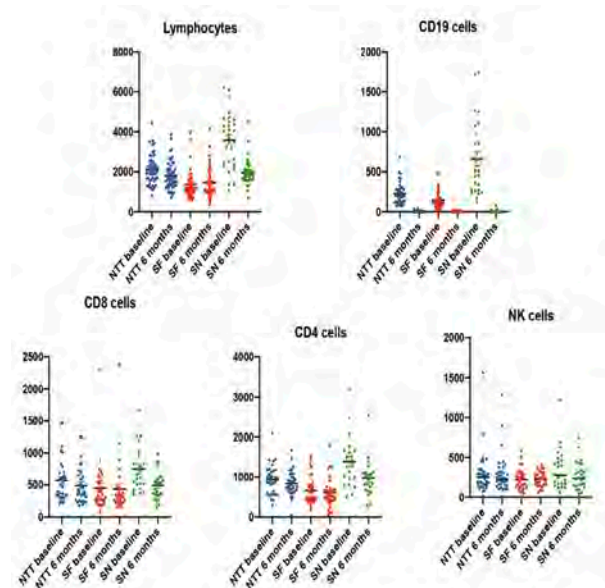 Lymphocytes
8000
6000
4000
2000
0
NTT baseline
NTT 6 months
SF baseline
SF 6 months
SN baseline
SN 6 months
CD19 cells
2000
1500
1000
500
0
NTT baseline
NTT 6 months
SF baseline
SF 6 months
SN baseline
SN 6 months
CD8 cells
2500
2000
1500
1000
500
0
NTT baseline
NTT 6 months
SF baseline
SF 6 months
SN baseline
SN 6 months
CD4 cells
4000
3000
2000
1000
0
NTT baseline
NTT 6 months
SF baseline
SF 6 months
SN baseline
SN 6 months
NK cells
2000
1500
1000
500
0
NTT baseline
NTT 6 months
SF baseline
SF 6 months
SN baseline
SN 6 months